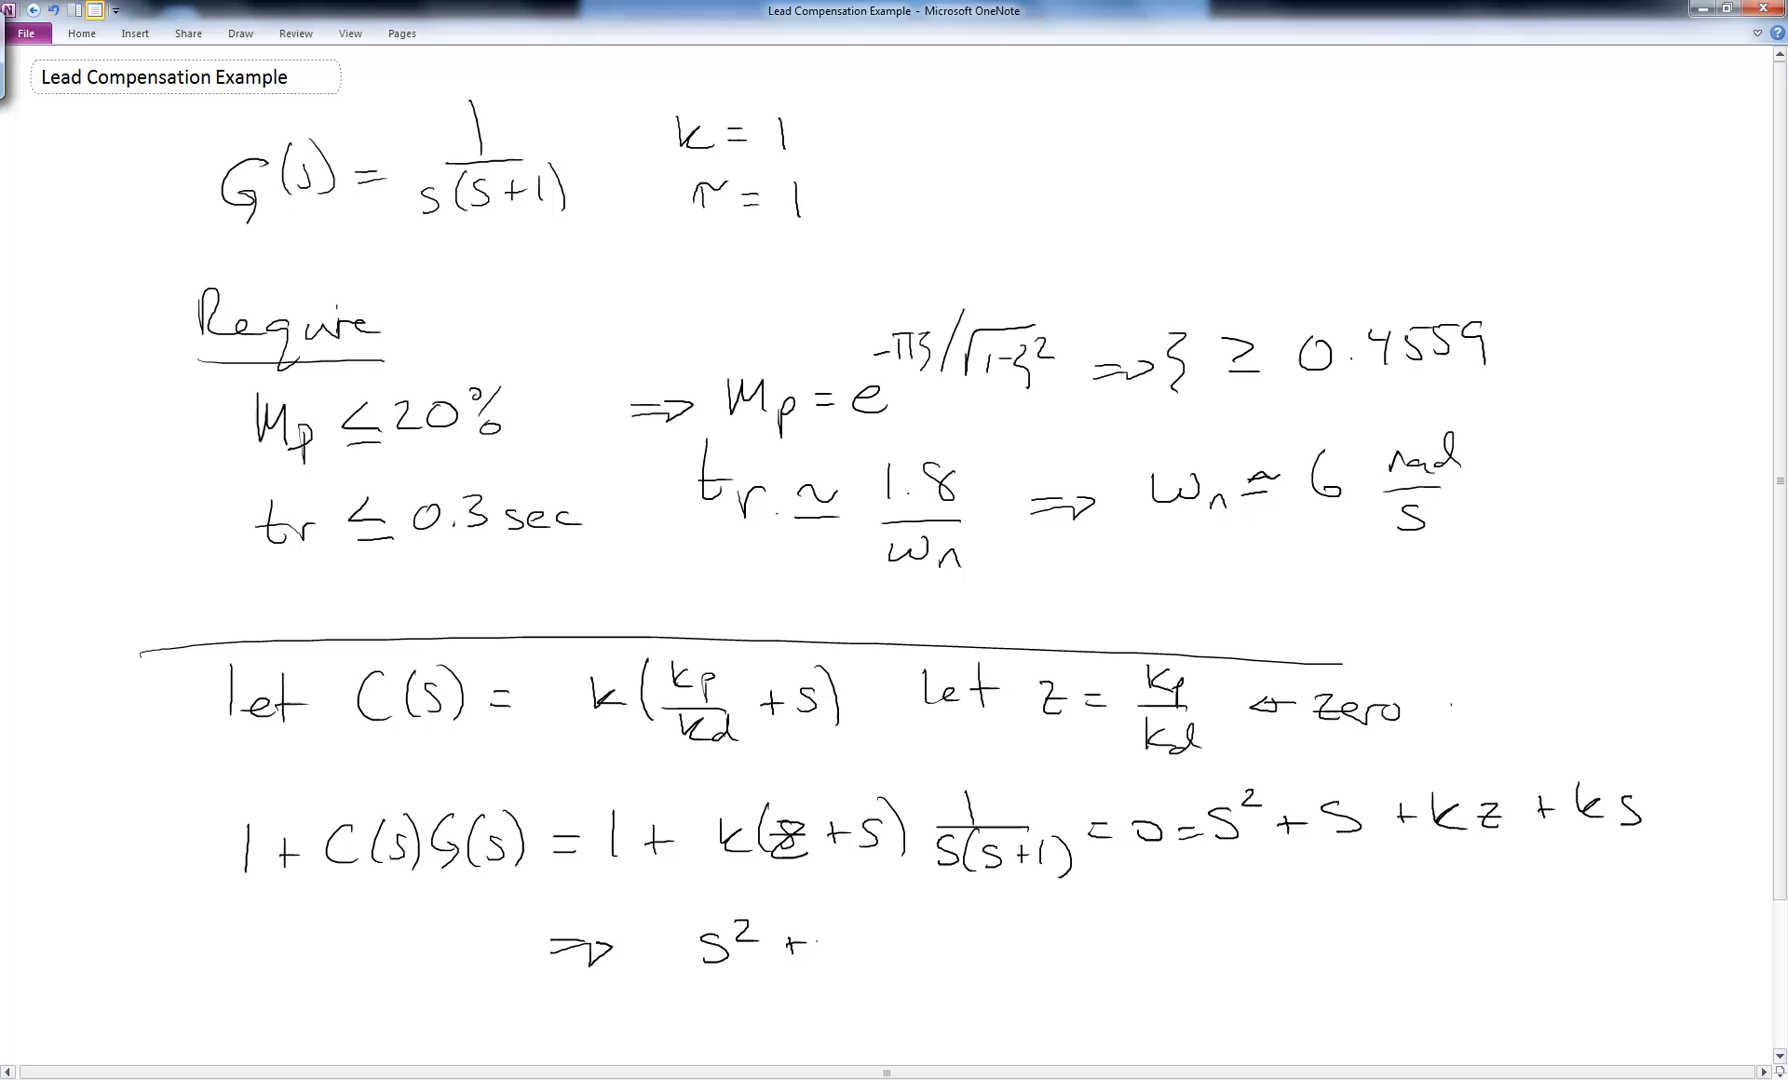 Lead Compensation Example - Microsoft OneNote
File Home Insert Share Draw Review View Pages
Lead Compensation Example
G(s) = 1/(s(s+1)) k = 1
τ = 1
Require
Mp ≤ 20% ⇒ Mp = e^(-πξ/√(1-ξ²)) ⇒ ξ ≥ 0.4559
tr ≤ 0.3 sec tr ≃ 1.8/ωn ⇒ ωn ≃ 6 rad/s
let C(s) = k(kp/kd + s) Let z = kp/kd ← zero
1 + C(s)G(s) = 1 + k(z + s) 1/(s(s+1)) = 0 = s² + s + kz + ks
⇒ s² +